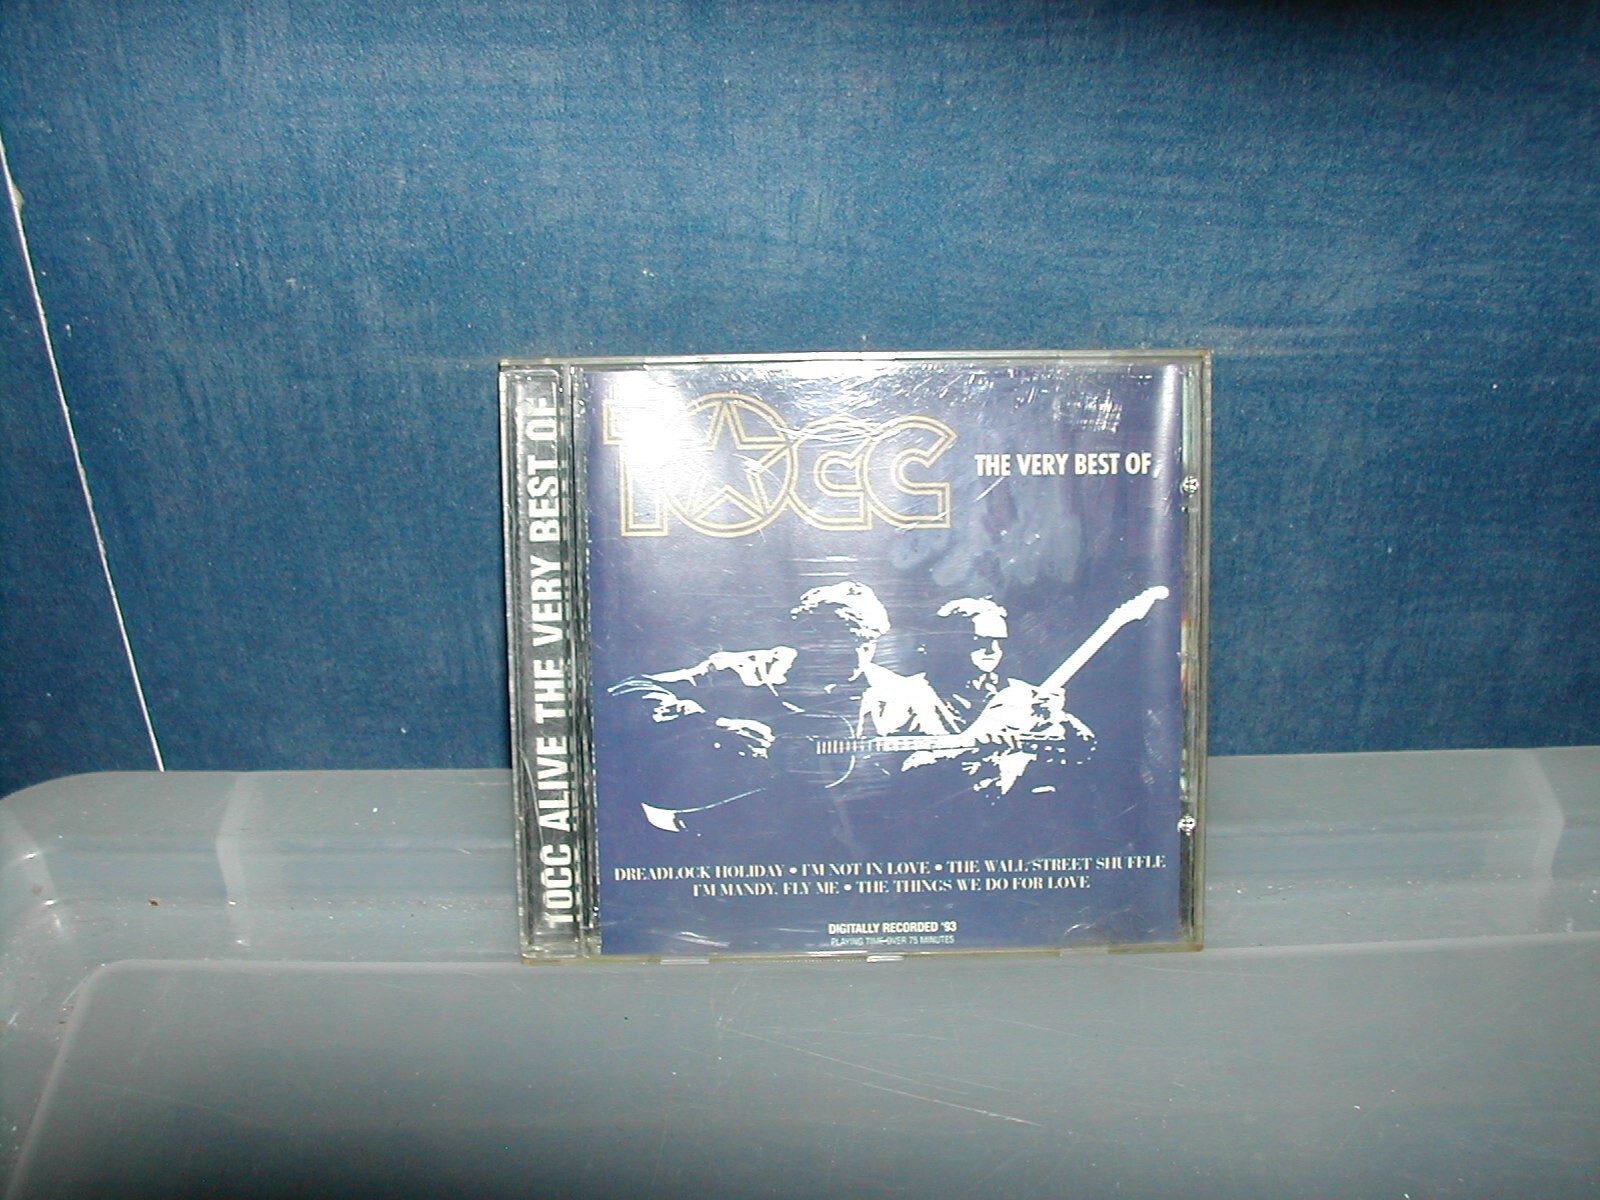 10CC ALIVE THE VERY BEST OF
10CC
THE VERY BEST OF
DREADLOCK HOLIDAY • I'M NOT IN LOVE • THE WALL STREET SHUFFLE
I'M MANDY, FLY ME • THE THINGS WE DO FOR LOVE
DIGITALLY RECORDED '93
PLAYING TIME OVER 75 MINUTES